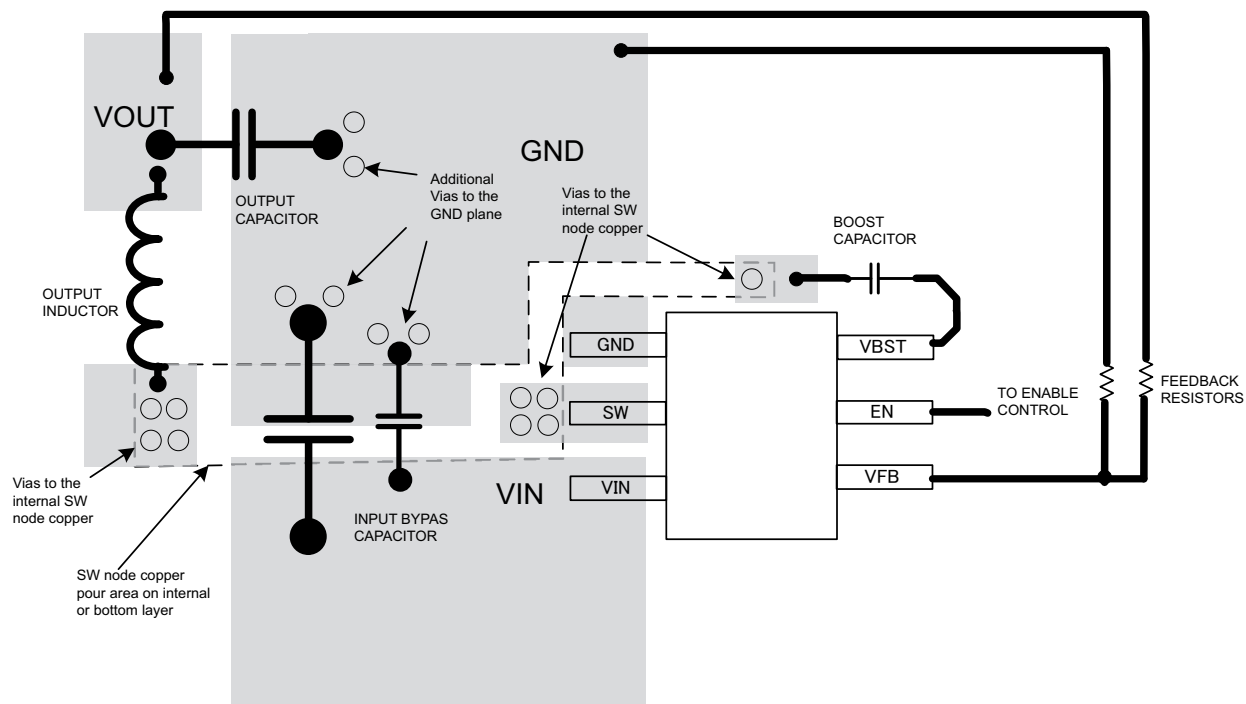 VOUT
GND
OUTPUT
CAPACITOR
Additional
Vias to the
GND plane
Vias to the
internal SW
node copper
BOOST
CAPACITOR
OUTPUT
INDUCTOR
GND
VBST
SW
EN
TO ENABLE
CONTROL
FEEDBACK
RESISTORS
VIN
VIN
VFB
Vias to the
internal SW
node copper
INPUT BYPAS
CAPACITOR
SW node copper
pour area on internal
or bottom layer